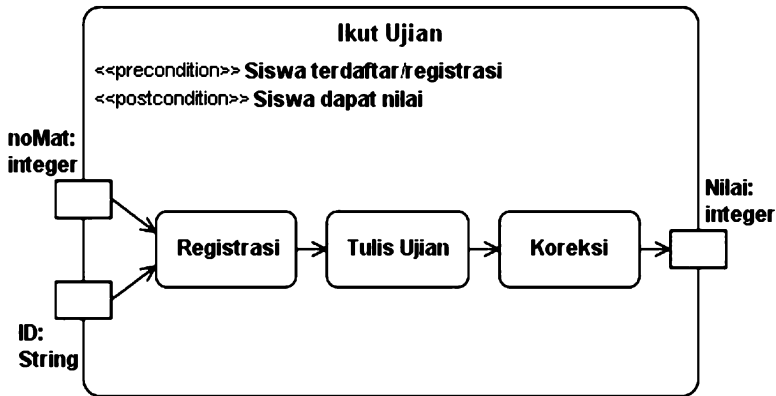 Ikut Ujian
<<precondition>> Siswa terdaftar/registrasi
<<postcondition>> Siswa dapat nilai
noMat:
integer
Nilai:
integer
Registrasi
Tulis Ujian
Koreksi
ID:
String